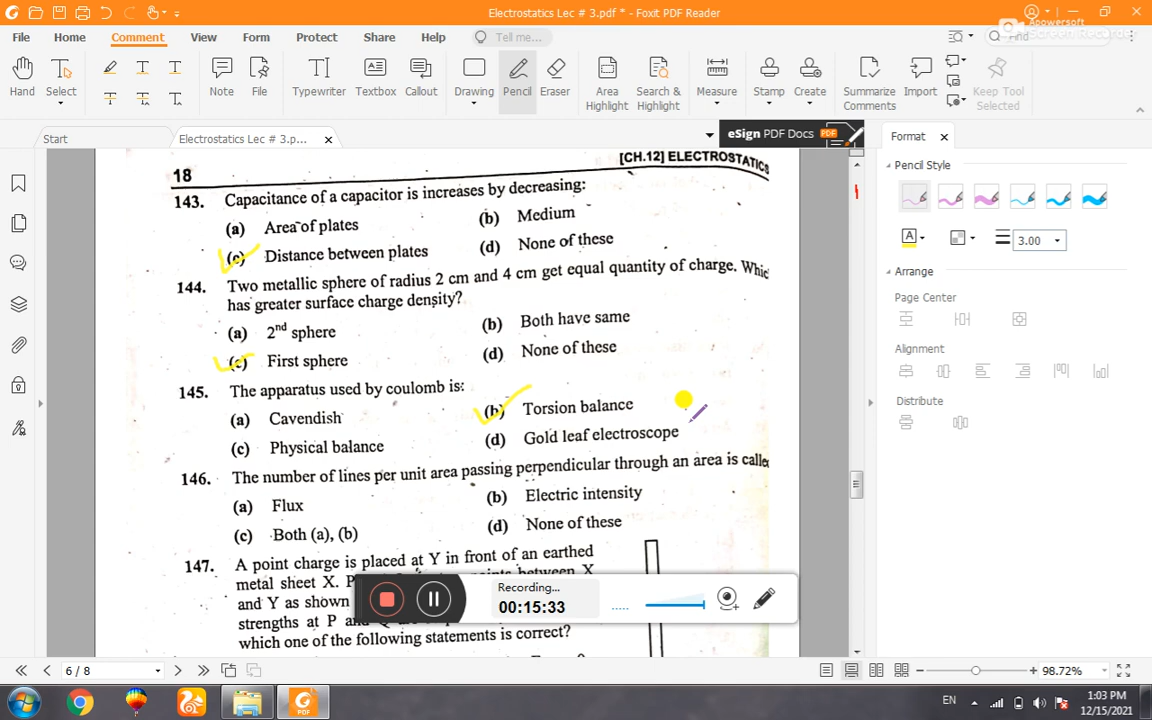 Electrostatics Lec # 3.pdf * - Foxit PDF Reader
Apowersoft
Screen Recorder
File Home Comment View Form Protect Share Help Tell me... Find
Hand Select Note File Typewriter Textbox Callout Drawing Pencil Eraser Area Highlight Search & Highlight Measure Stamp Create Summarize Comments Import Keep Tool Selected
Start Electrostatics Lec # 3.p... eSign PDF Docs PDF Format
Pencil Style
3.00
Arrange
Page Center
Alignment
Distribute
18 [CH.12] ELECTROSTATICS
143. Capacitance of a capacitor is increases by decreasing:
(a) Area of plates (b) Medium
(c) Distance between plates (d) None of these
144. Two metallic sphere of radius 2 cm and 4 cm get equal quantity of charge. Whic
has greater surface charge density?
(a) 2nd sphere (b) Both have same
(c) First sphere (d) None of these
145. The apparatus used by coulomb is:
(a) Cavendish (b) Torsion balance
(c) Physical balance (d) Gold leaf electroscope
146. The number of lines per unit area passing perpendicular through an area is called
(a) Flux (b) Electric intensity
(c) Both (a), (b) (d) None of these
147. A point charge is placed at Y in front of an earthed
metal sheet X. P points between X
and Y as shown
strengths at P and Q
which one of the following statements is correct?
Recording...
00:15:33
6 / 8 98.72%
EN 1:03 PM
12/15/2021